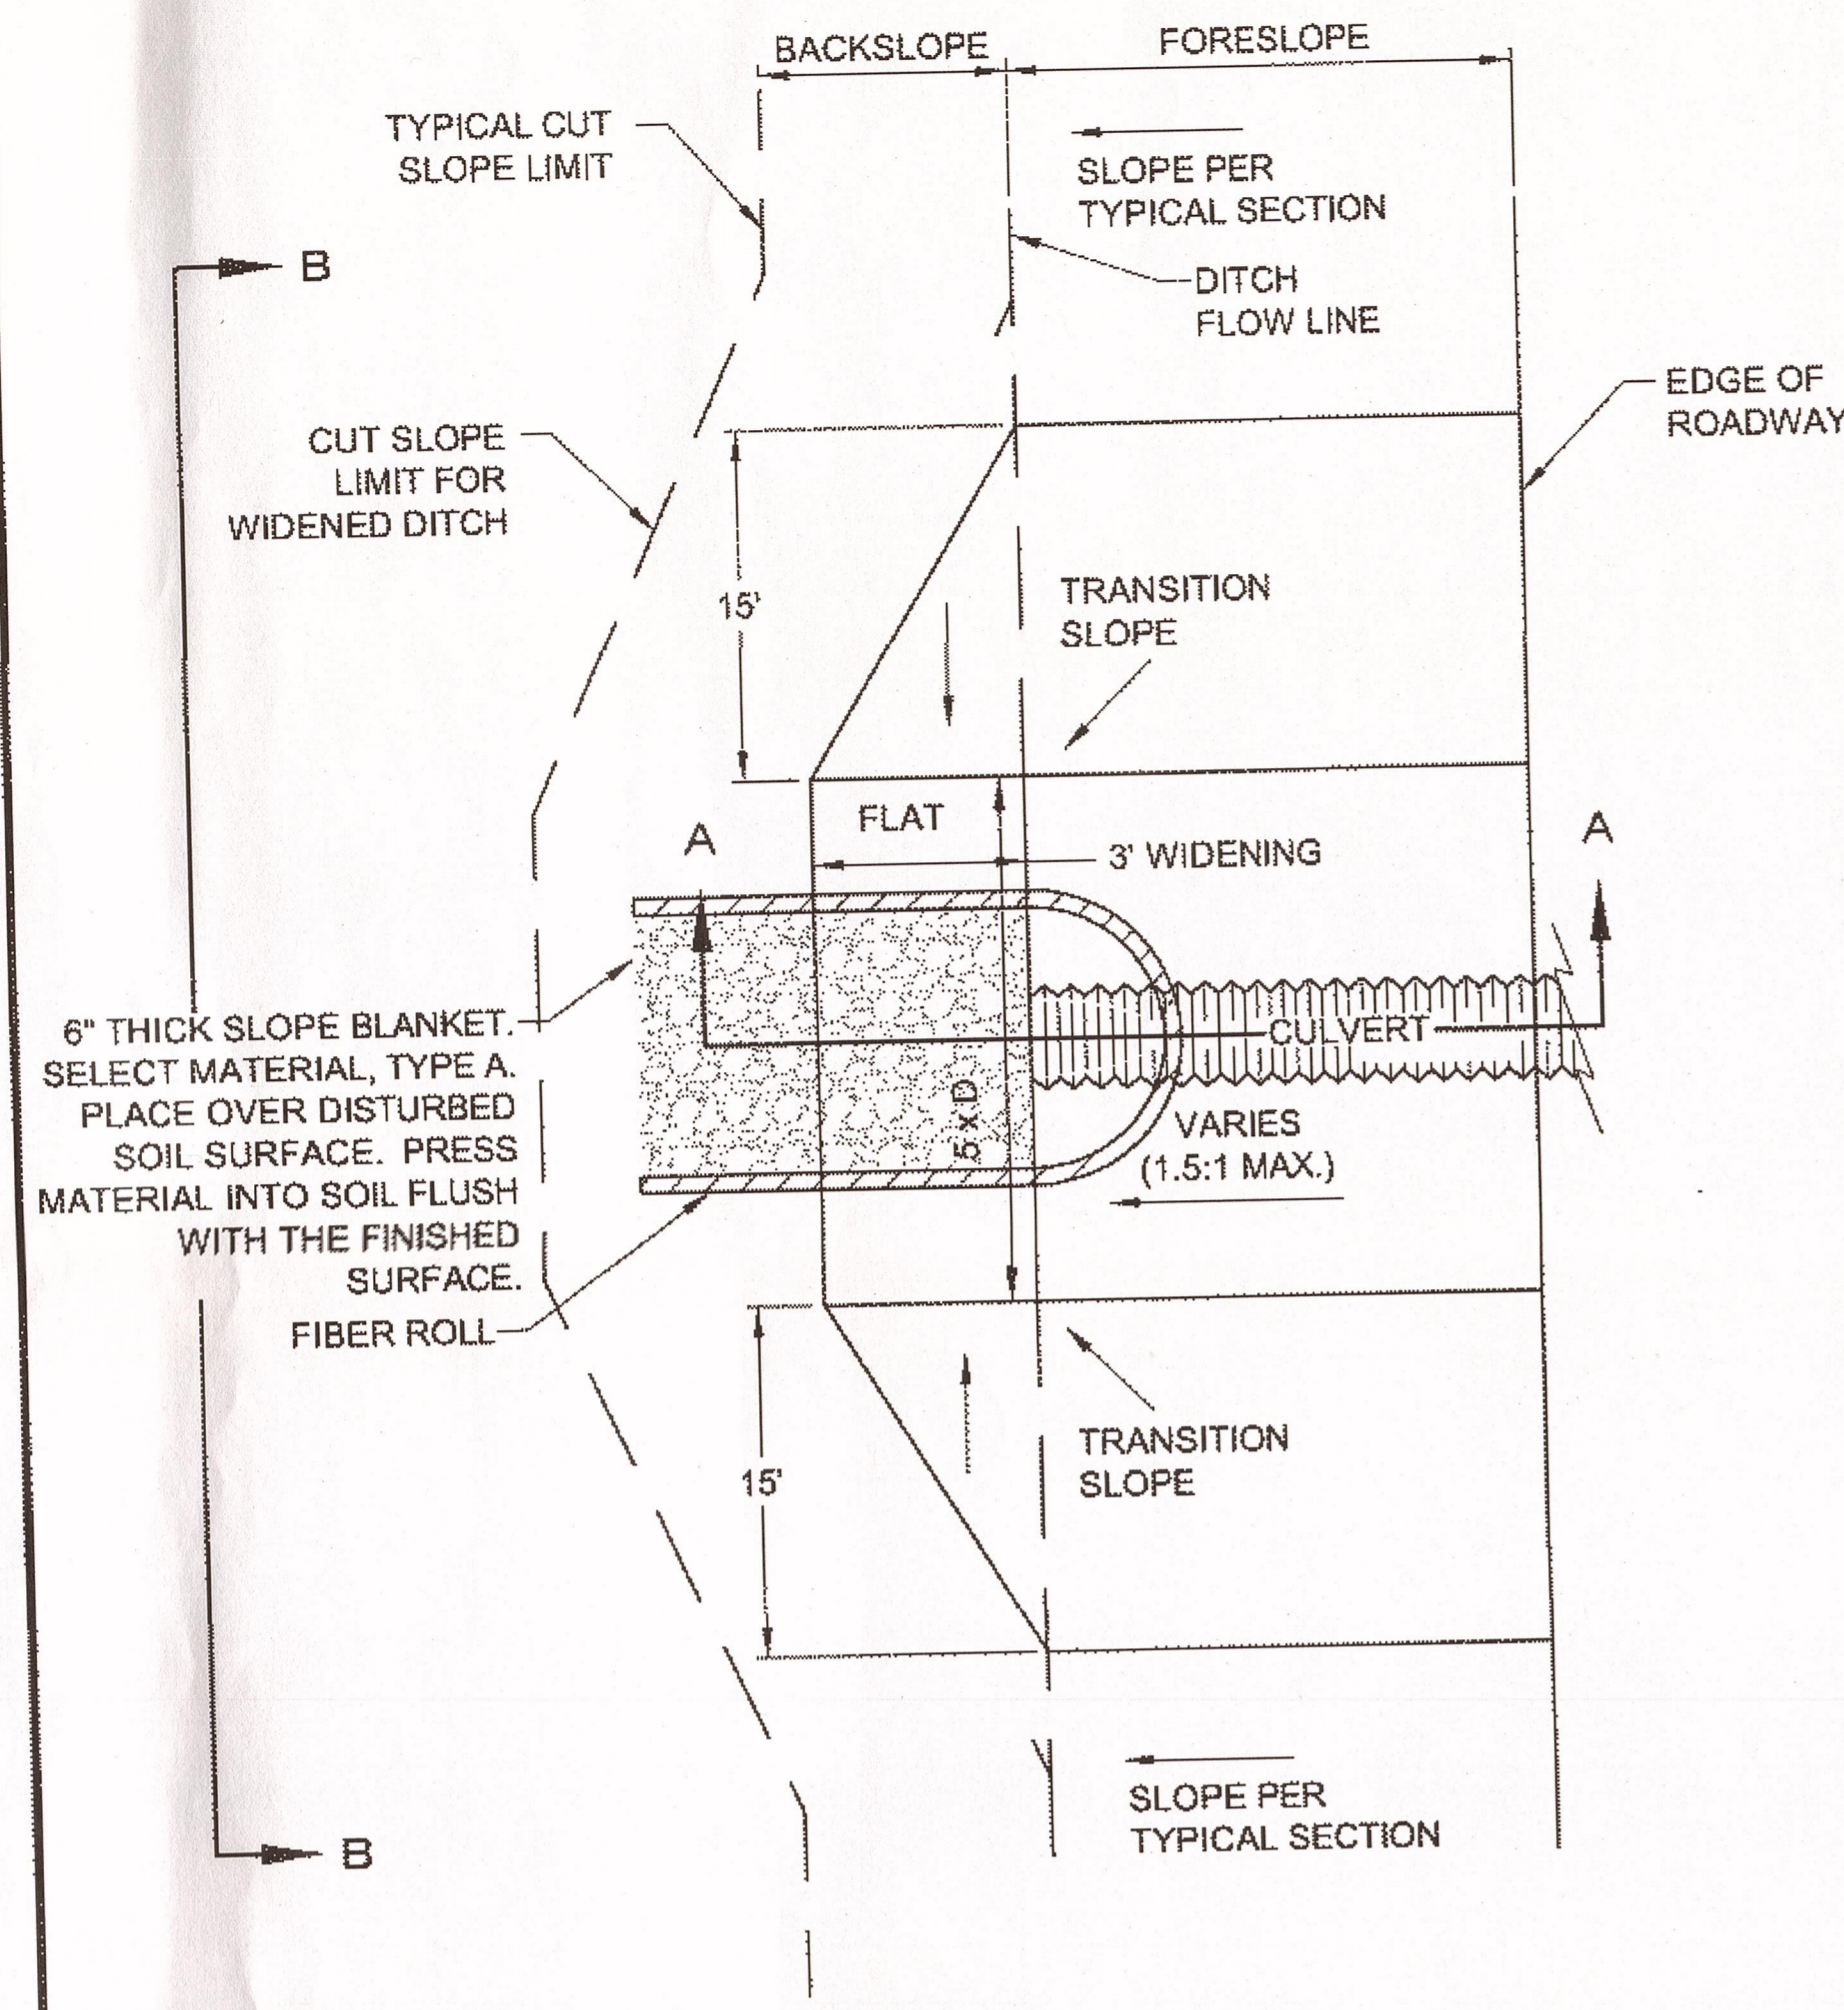 BACKSLOPE
FORESLOPE
TYPICAL CUT
SLOPE LIMIT
SLOPE PER
TYPICAL SECTION
B
DITCH
FLOW LINE
EDGE OF
ROADWAY
CUT SLOPE
LIMIT FOR
WIDENED DITCH
15'
TRANSITION
SLOPE
FLAT
A
A
3' WIDENING
6" THICK SLOPE BLANKET.
SELECT MATERIAL, TYPE A.
PLACE OVER DISTURBED
SOIL SURFACE. PRESS
MATERIAL INTO SOIL FLUSH
WITH THE FINISHED
SURFACE.
CULVERT
5 x D
VARIES
(1.5:1 MAX.)
FIBER ROLL
TRANSITION
SLOPE
15'
SLOPE PER
TYPICAL SECTION
B